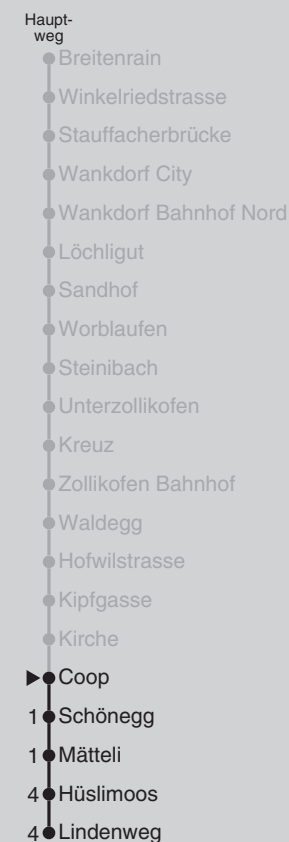 Haupt-
weg
Breitenrain
Winkelriedstrasse
Stauffacherbrücke
Wankdorf City
Wankdorf Bahnhof Nord
Löchligut
Sandhof
Worblaufen
Steinibach
Unterzollikofen
Kreuz
Zollikofen Bahnhof
Waldegg
Hofwilstrasse
Kipfgasse
Kirche
Coop
1 Schönegg
1 Mätteli
4 Hüslimoos
4 Lindenweg